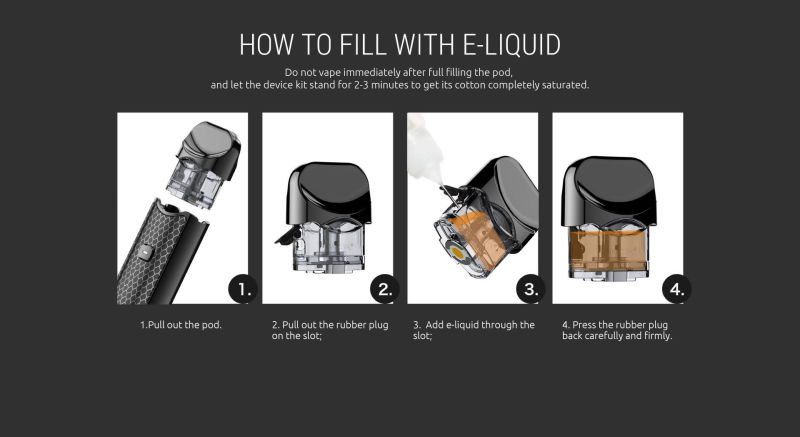 HOW TO FILL WITH E-LIQUID
Do not vape immediately after full filling the pod,
and let the device kit stand for 2-3 minutes to get its cotton completely saturated.
1.
2.
3.
4.
1.Pull out the pod.
2. Pull out the rubber plug
on the slot;
3. Add e-liquid through the
slot;
4. Press the rubber plug
back carefully and firmly.